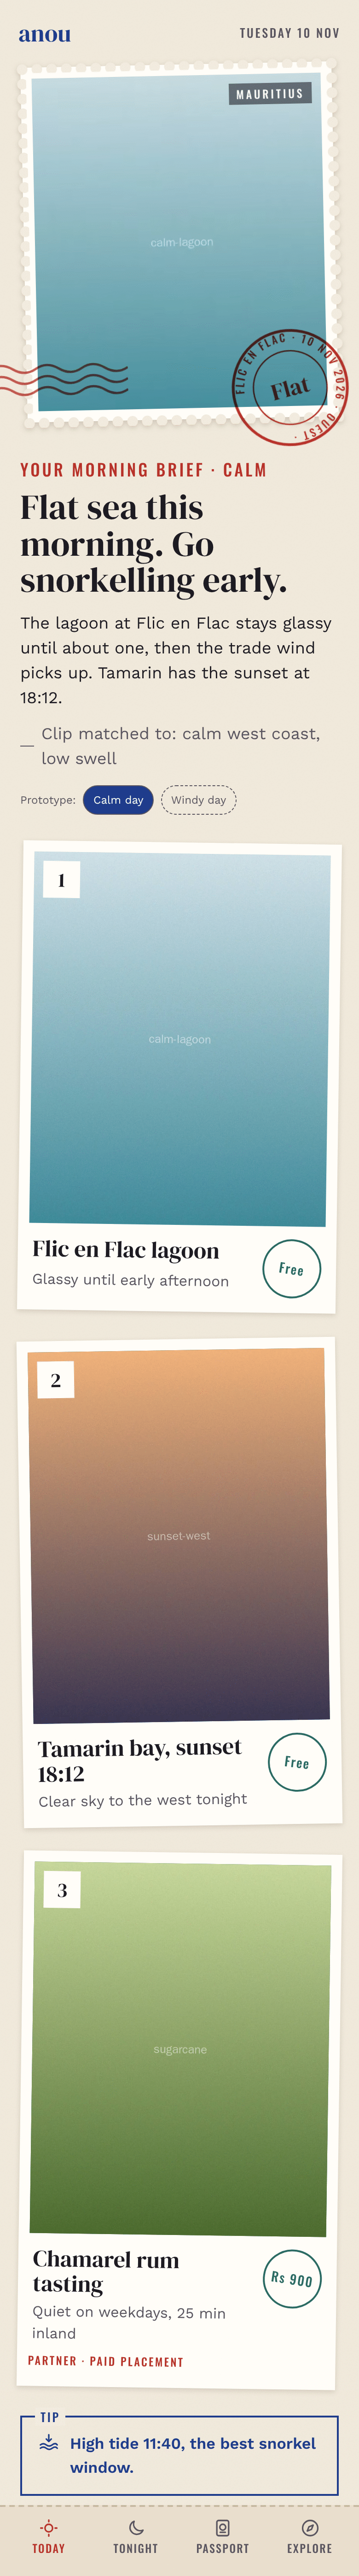 anou
TUESDAY 10 NOV
MAURITIUS
calm-lagoon
FLIC EN FLAC · 10 NOV 2026 · OUEST ·
Flat
YOUR MORNING BRIEF · CALM
Flat sea this
morning. Go
snorkelling early.
The lagoon at Flic en Flac stays glassy
until about one, then the trade wind
picks up. Tamarin has the sunset at
18:12.
Clip matched to: calm west coast,
low swell
Prototype:
Calm day
Windy day
1
calm-lagoon
Flic en Flac lagoon
Glassy until early afternoon
Free
2
sunset-west
Tamarin bay, sunset
18:12
Clear sky to the west tonight
Free
3
sugarcane
Chamarel rum
tasting
Quiet on weekdays, 25 min
inland
Rs 900
PARTNER · PAID PLACEMENT
TIP
High tide 11:40, the best snorkel
window.
TODAY
TONIGHT
PASSPORT
EXPLORE